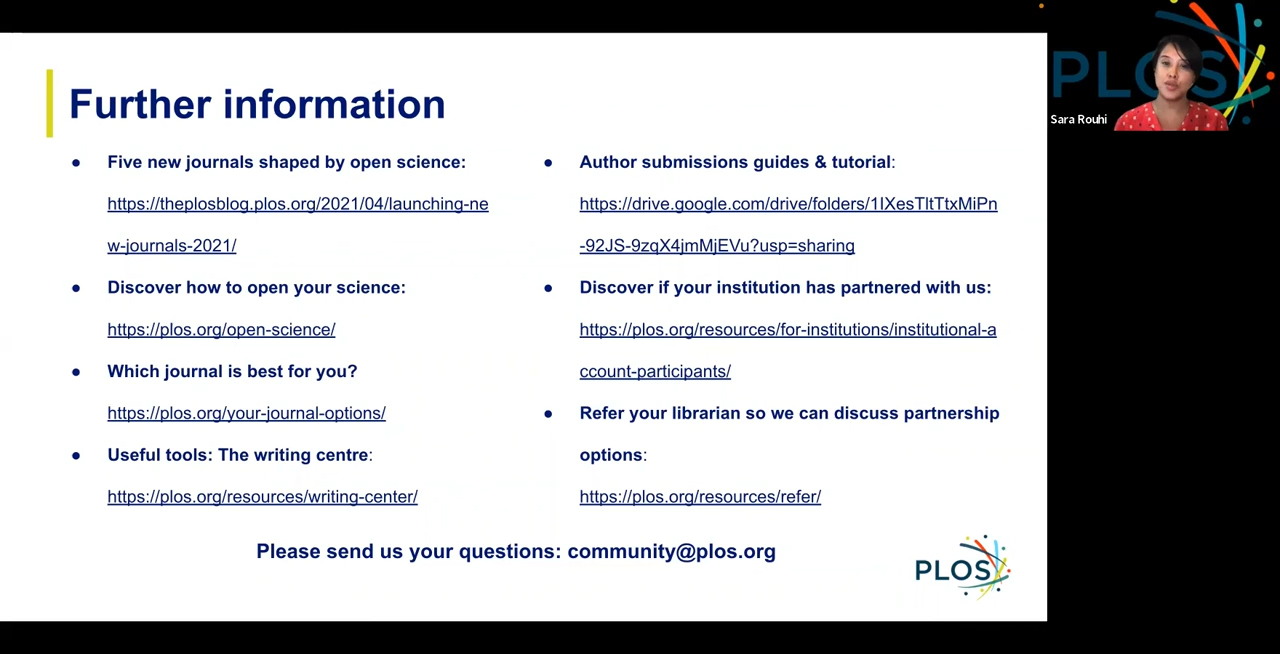 Further information
● Five new journals shaped by open science:
https://theplosblog.plos.org/2021/04/launching-ne
w-journals-2021/
● Discover how to open your science:
https://plos.org/open-science/
● Which journal is best for you?
https://plos.org/your-journal-options/
● Useful tools: The writing centre:
https://plos.org/resources/writing-center/
● Author submissions guides & tutorial:
https://drive.google.com/drive/folders/1IXesTltTtxMiPn
-92JS-9zqX4jmMjEVu?usp=sharing
● Discover if your institution has partnered with us:
https://plos.org/resources/for-institutions/institutional-a
ccount-participants/
● Refer your librarian so we can discuss partnership
options:
https://plos.org/resources/refer/
Please send us your questions: community@plos.org
PLOS
PLOS
Sara Rouhi